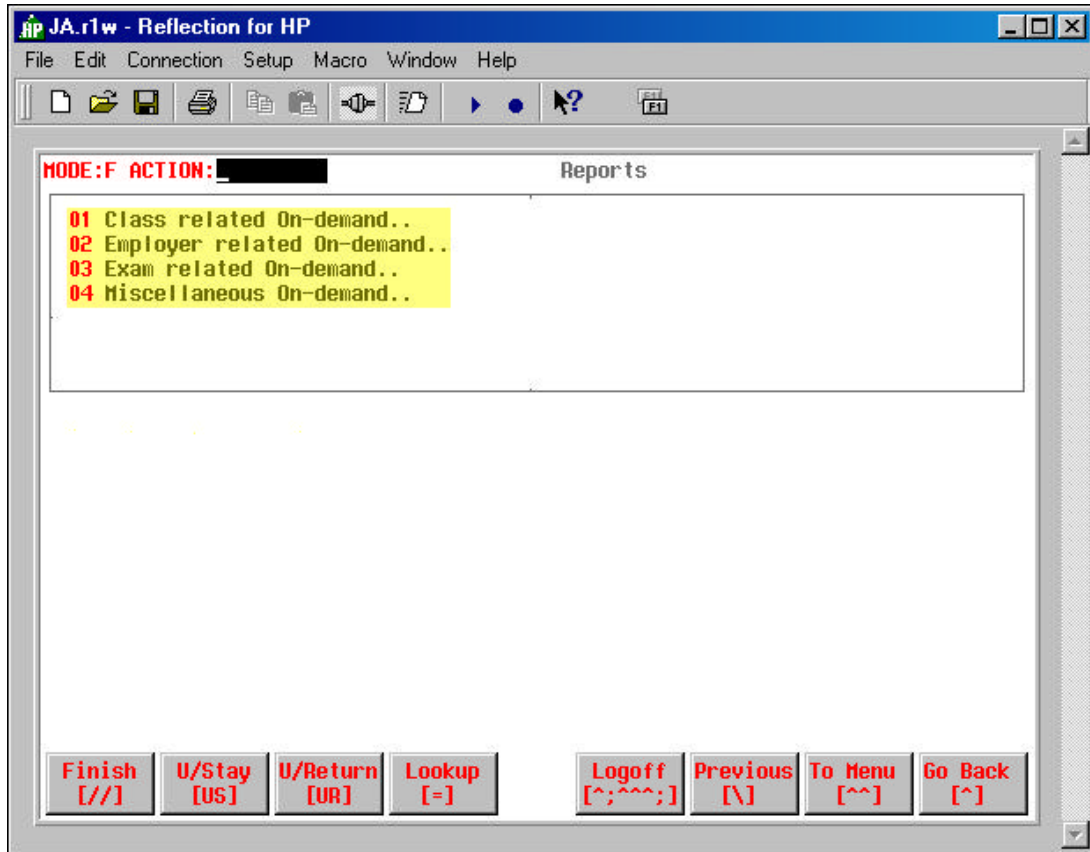 JA.r1w - Reflection for HP
File Edit Connection Setup Macro Window Help
MODE:F ACTION: Reports
01 Class related On-demand..
02 Employer related On-demand..
03 Exam related On-demand..
04 Miscellaneous On-demand..
Finish U/Stay U/Return Lookup Logoff Previous To Menu Go Back
[//] [US] [UR] [=] [^;^^^;] [\] [^^] [^]